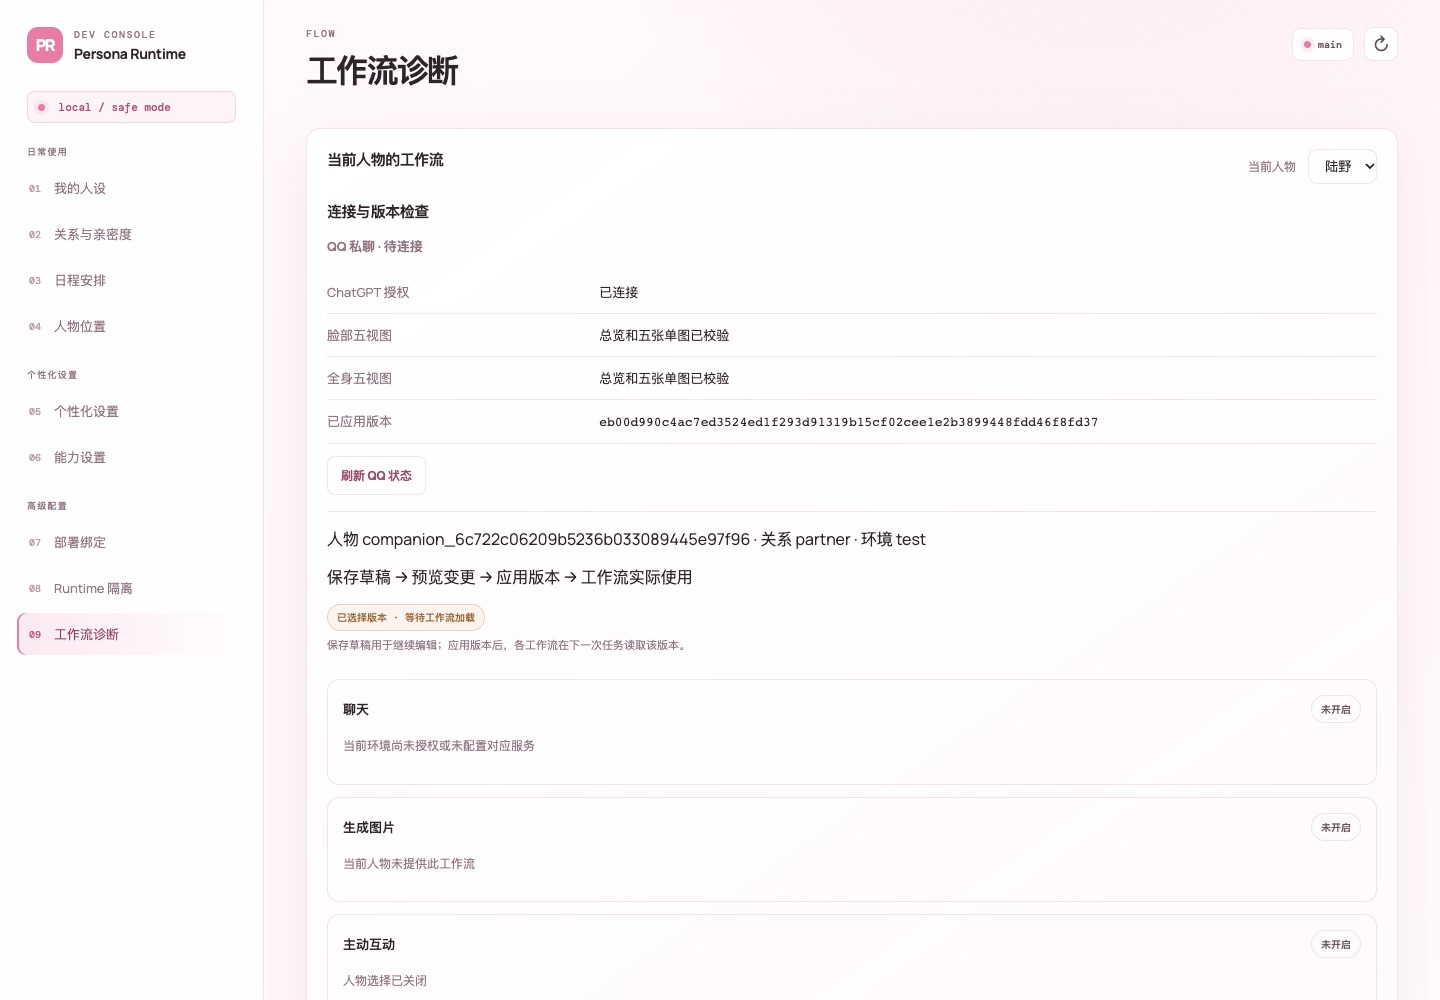 PR
DEV CONSOLE
Persona Runtime
local / safe mode
日常使用
01 我的人设
02 关系与亲密度
03 日程安排
04 人物位置
个性化设置
05 个性化设置
06 能力设置
高级配置
07 部署绑定
08 Runtime 隔离
09 工作流诊断
FLOW
工作流诊断
main
当前人物的工作流
当前人物 陆野
连接与版本检查
QQ 私聊 · 待连接
ChatGPT 授权 已连接
脸部五视图 总览和五张单图已校验
全身五视图 总览和五张单图已校验
已应用版本 eb00d990c4ac7ed3524ed1f293d91319b15cf02cee1e2b3899448fdd46f8fd37
刷新 QQ 状态
人物 companion_6c722c06209b5236b033089445e97f96 · 关系 partner · 环境 test
保存草稿 → 预览变更 → 应用版本 → 工作流实际使用
已选择版本 · 等待工作流加载
保存草稿用于继续编辑；应用版本后，各工作流在下一次任务读取该版本。
聊天 未开启
当前环境尚未授权或未配置对应服务
生成图片 未开启
当前人物未提供此工作流
主动互动 未开启
人物选择已关闭